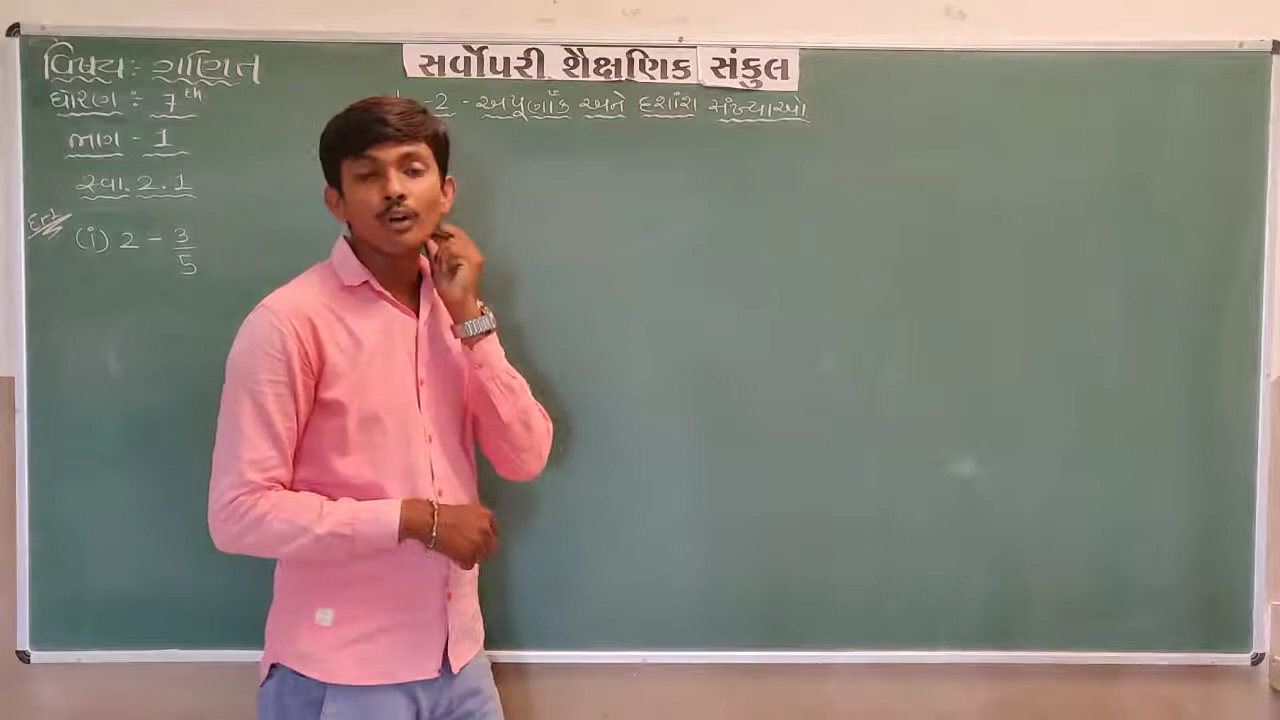 વિષય : ગણિત
સર્વોપરી શૈક્ષણિક સંકુલ
ધોરણ : 7th
-2 - અપૂર્ણાંક અને દશાંશ સંખ્યાઓ
ભાગ - 1
સ્વા. 2.1
(i) 2 - 3/5